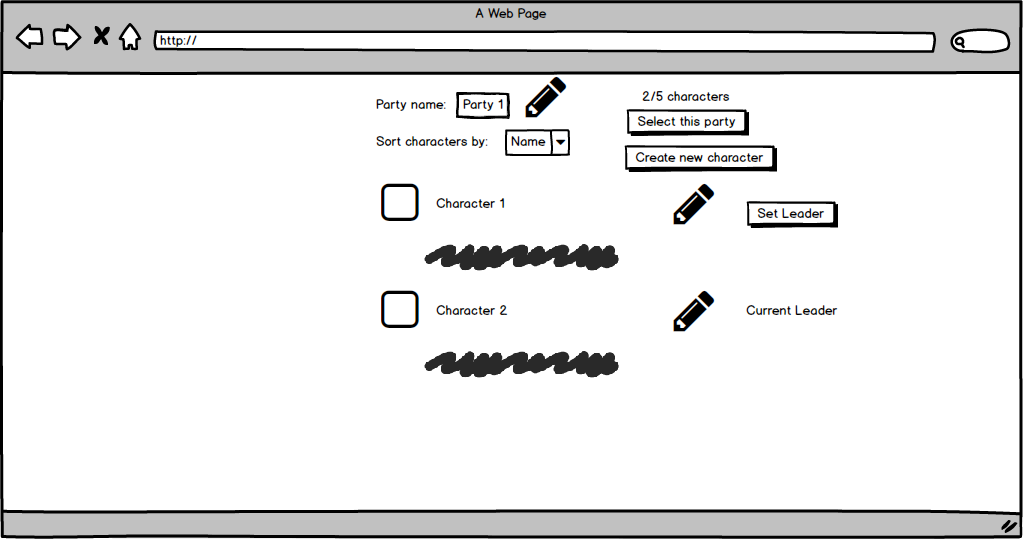 A Web Page
http://
Party name: Party 1
2/5 characters
Select this party
Sort characters by: Name
Create new character
Character 1
Set Leader
Character 2
Current Leader